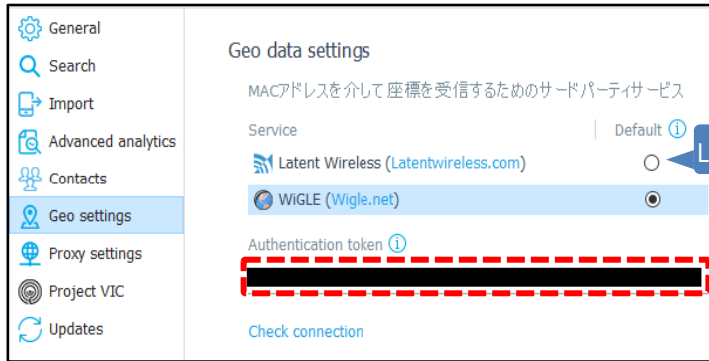 General
Search
Import
Advanced analytics
Contacts
Geo settings
Proxy settings
Project VIC
Updates
Geo data settings
MACアドレスを介して座標を受信するためのサードパーティサービス
Service Default
Latent Wireless (Latentwireless.com)
L
WiGLE (Wigle.net)
Authentication token
Check connection